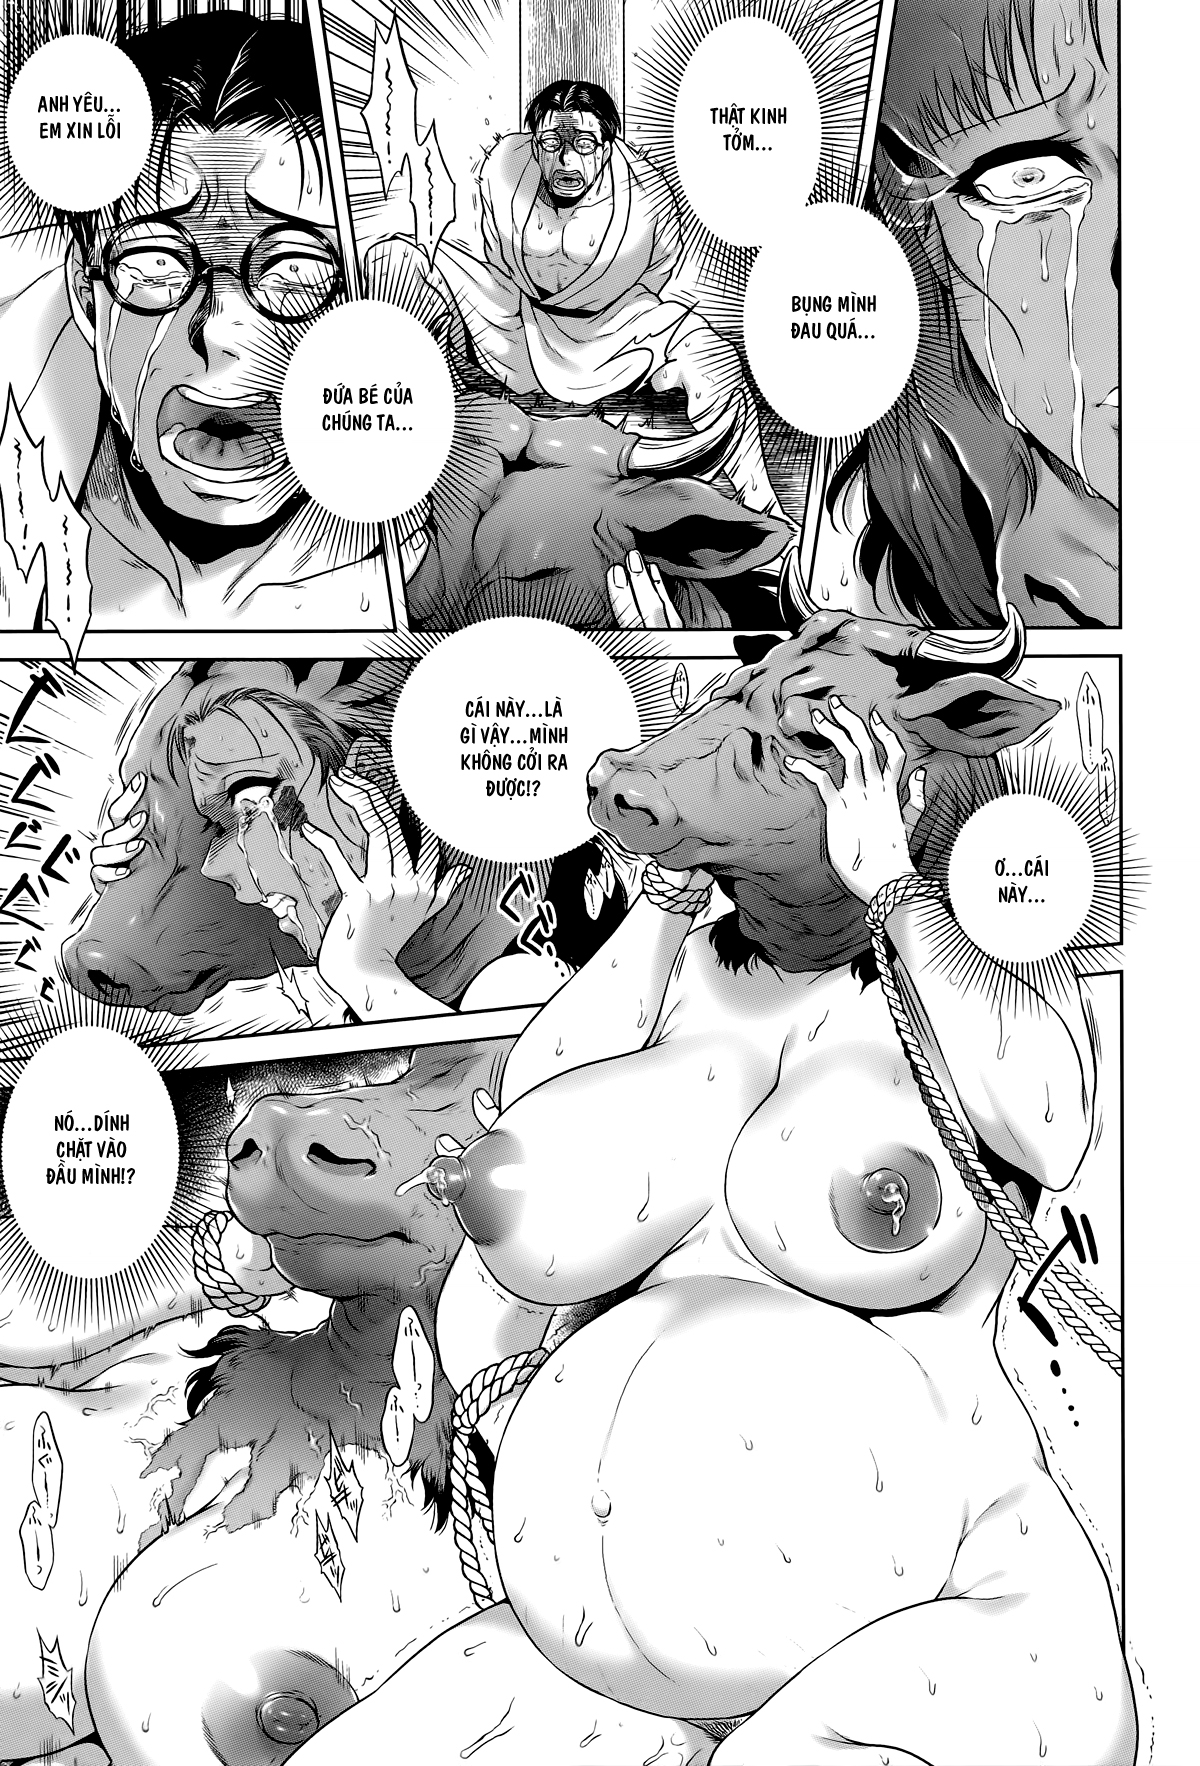 THẬT KINH
TỞM...
BỤNG MÌNH
ĐAU QUÁ...
ANH YÊU...
EM XIN LỖI
ĐỨA BÉ CỦA
CHÚNG TA...
Ơ...CÁI
NÀY...
CÁI NÀY...LÀ
GÌ VẬY...MÌNH
KHÔNG CỞI RA
ĐƯỢC!?
NÓ...DÍNH
CHẶT VÀO
ĐẦU MÌNH!?